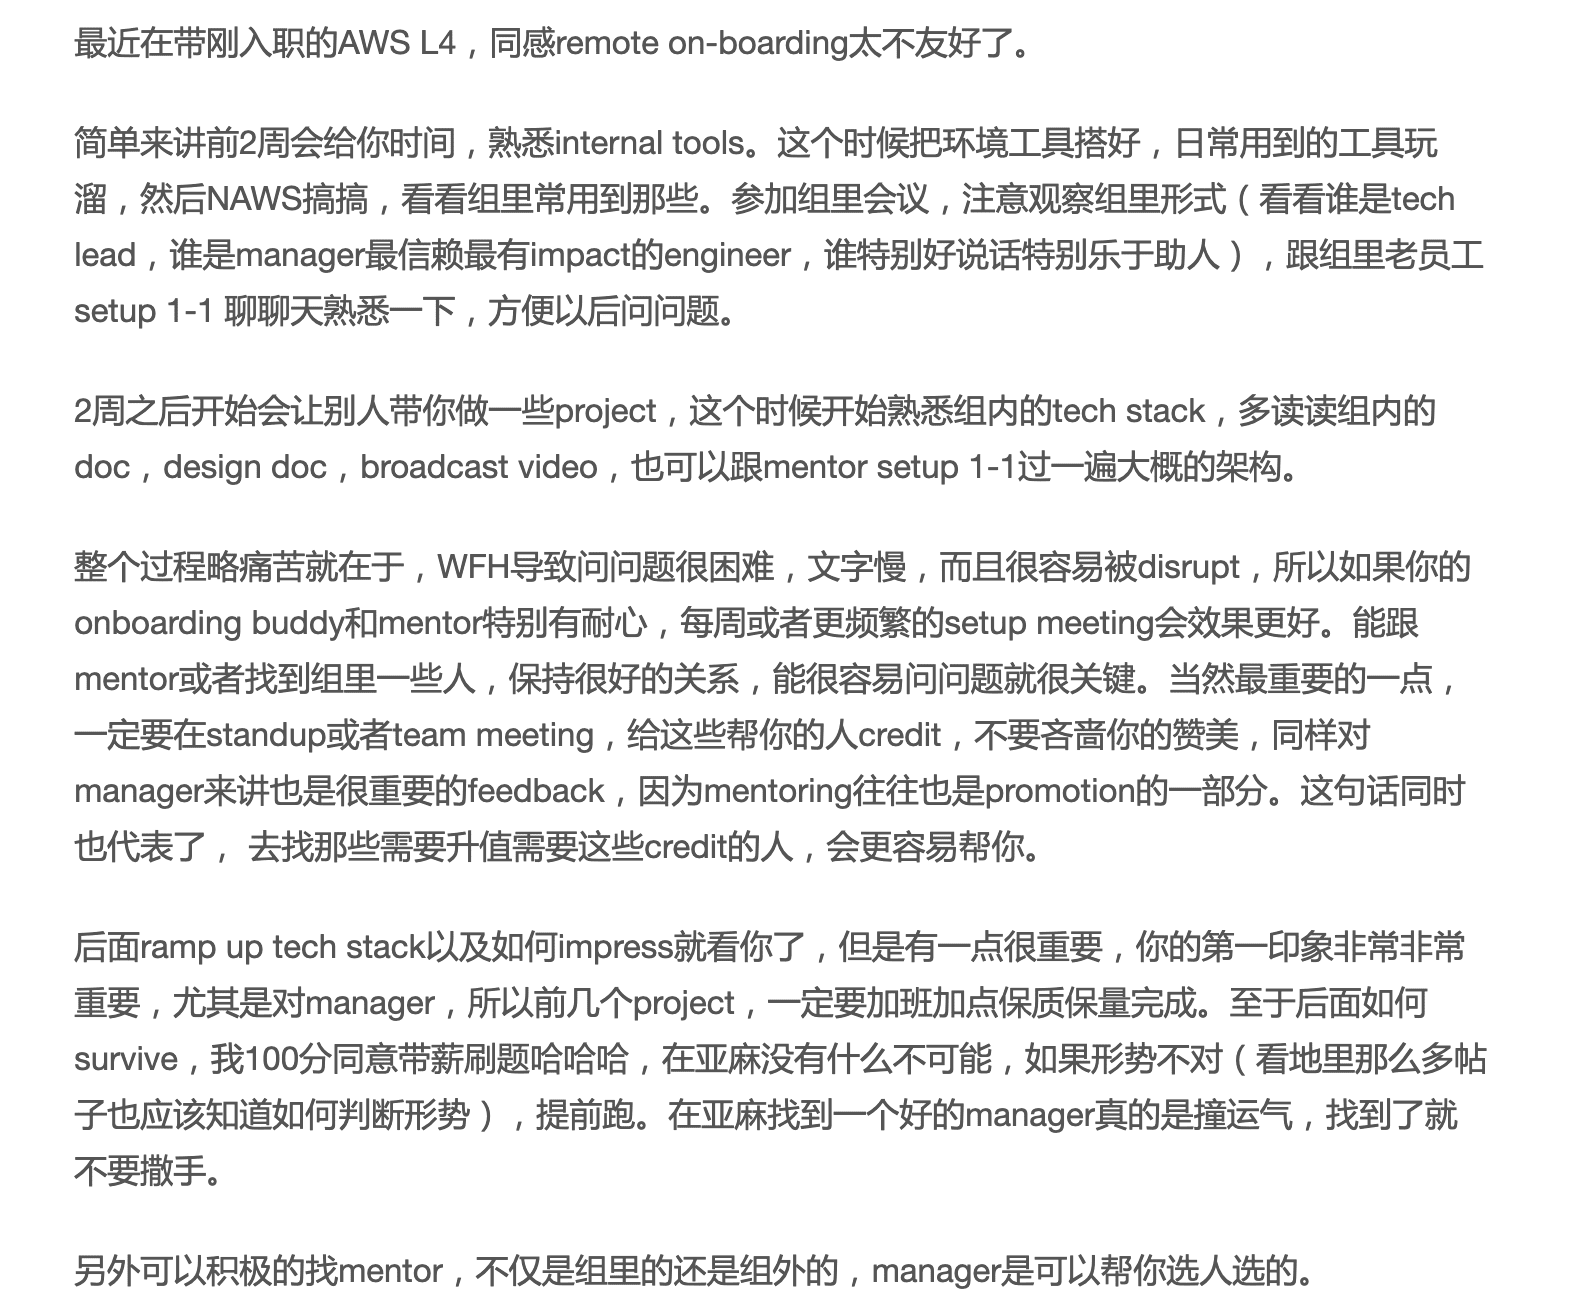 最近在带刚入职的AWS L4，同感remote on-boarding太不友好了。
简单来讲前2周会给你时间，熟悉internal tools。这个时候把环境工具搭好，日常用到的工具玩
溜，然后NAWS搞搞，看看组里常用到那些。参加组里会议，注意观察组里形式（看看谁是tech
lead，谁是manager最信赖最有impact的engineer，谁特别好说话特别乐于助人），跟组里老员工
setup 1-1 聊聊天熟悉一下，方便以后问问题。
2周之后开始会让别人带你做一些project，这个时候开始熟悉组内的tech stack，多读读组内的
doc，design doc，broadcast video，也可以跟mentor setup 1-1过一遍大概的架构。
整个过程略痛苦就在于，WFH导致问问题很困难，文字慢，而且很容易被disrupt，所以如果你的
onboarding buddy和mentor特别有耐心，每周或者更频繁的setup meeting会效果更好。能跟
mentor或者找到组里一些人，保持很好的关系，能很容易问问题就很关键。当然最重要的一点，
一定要在standup或者team meeting，给这些帮你的人credit，不要吝啬你的赞美，同样对
manager来讲也是很重要的feedback，因为mentoring往往也是promotion的一部分。这句话同时
也代表了， 去找那些需要升值需要这些credit的人，会更容易帮你。
后面ramp up tech stack以及如何impress就看你了，但是有一点很重要，你的第一印象非常非常
重要，尤其是对manager，所以前几个project，一定要加班加点保质保量完成。至于后面如何
survive，我100分同意带薪刷题哈哈哈，在亚麻没有什么不可能，如果形势不对（看地里那么多帖
子也应该知道如何判断形势），提前跑。在亚麻找到一个好的manager真的是撞运气，找到了就
不要撒手。
另外可以积极的找mentor，不仅是组里的还是组外的，manager是可以帮你选人选的。